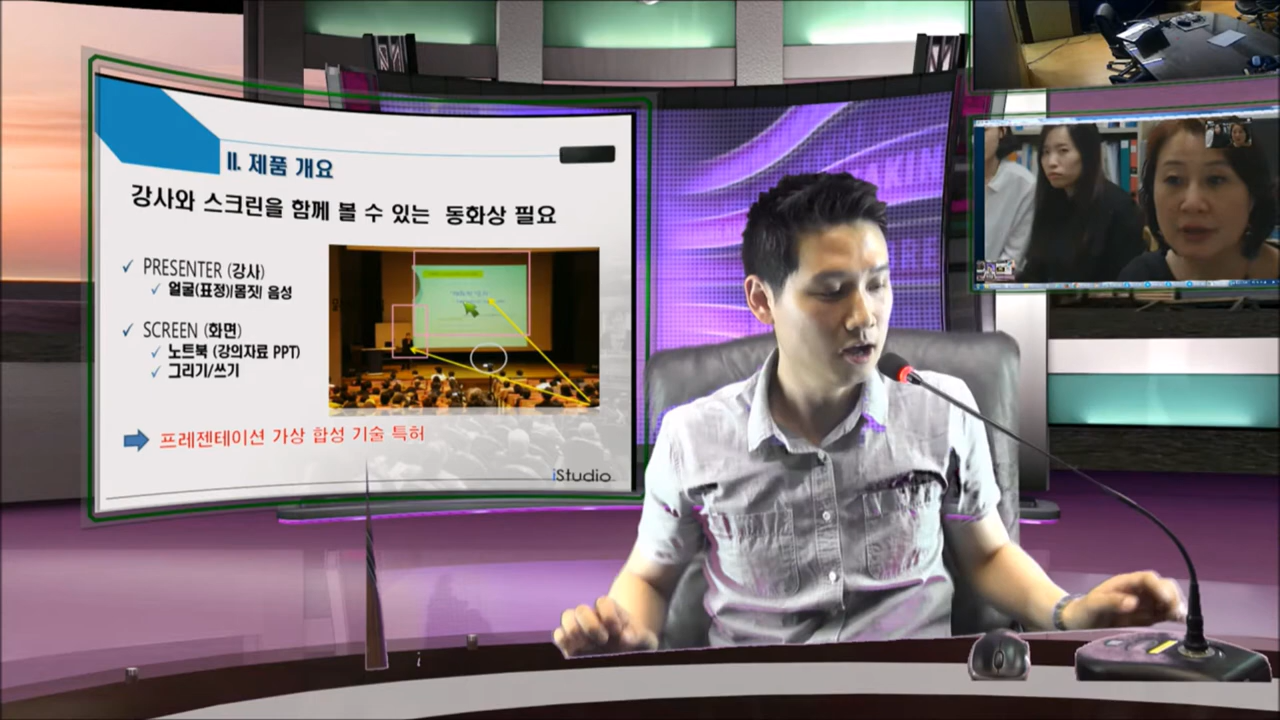 II. 제품 개요
강사와 스크린을 함께 볼 수 있는 동화상 필요
✓ PRESENTER (강사)
✓ 얼굴(표정)/몸짓/ 음성
✓ SCREEN (화면)
✓ 노트북 (강의자료 PPT)
✓ 그리기/쓰기
프레젠테이션 가상 합성 기술 특허
iStudio